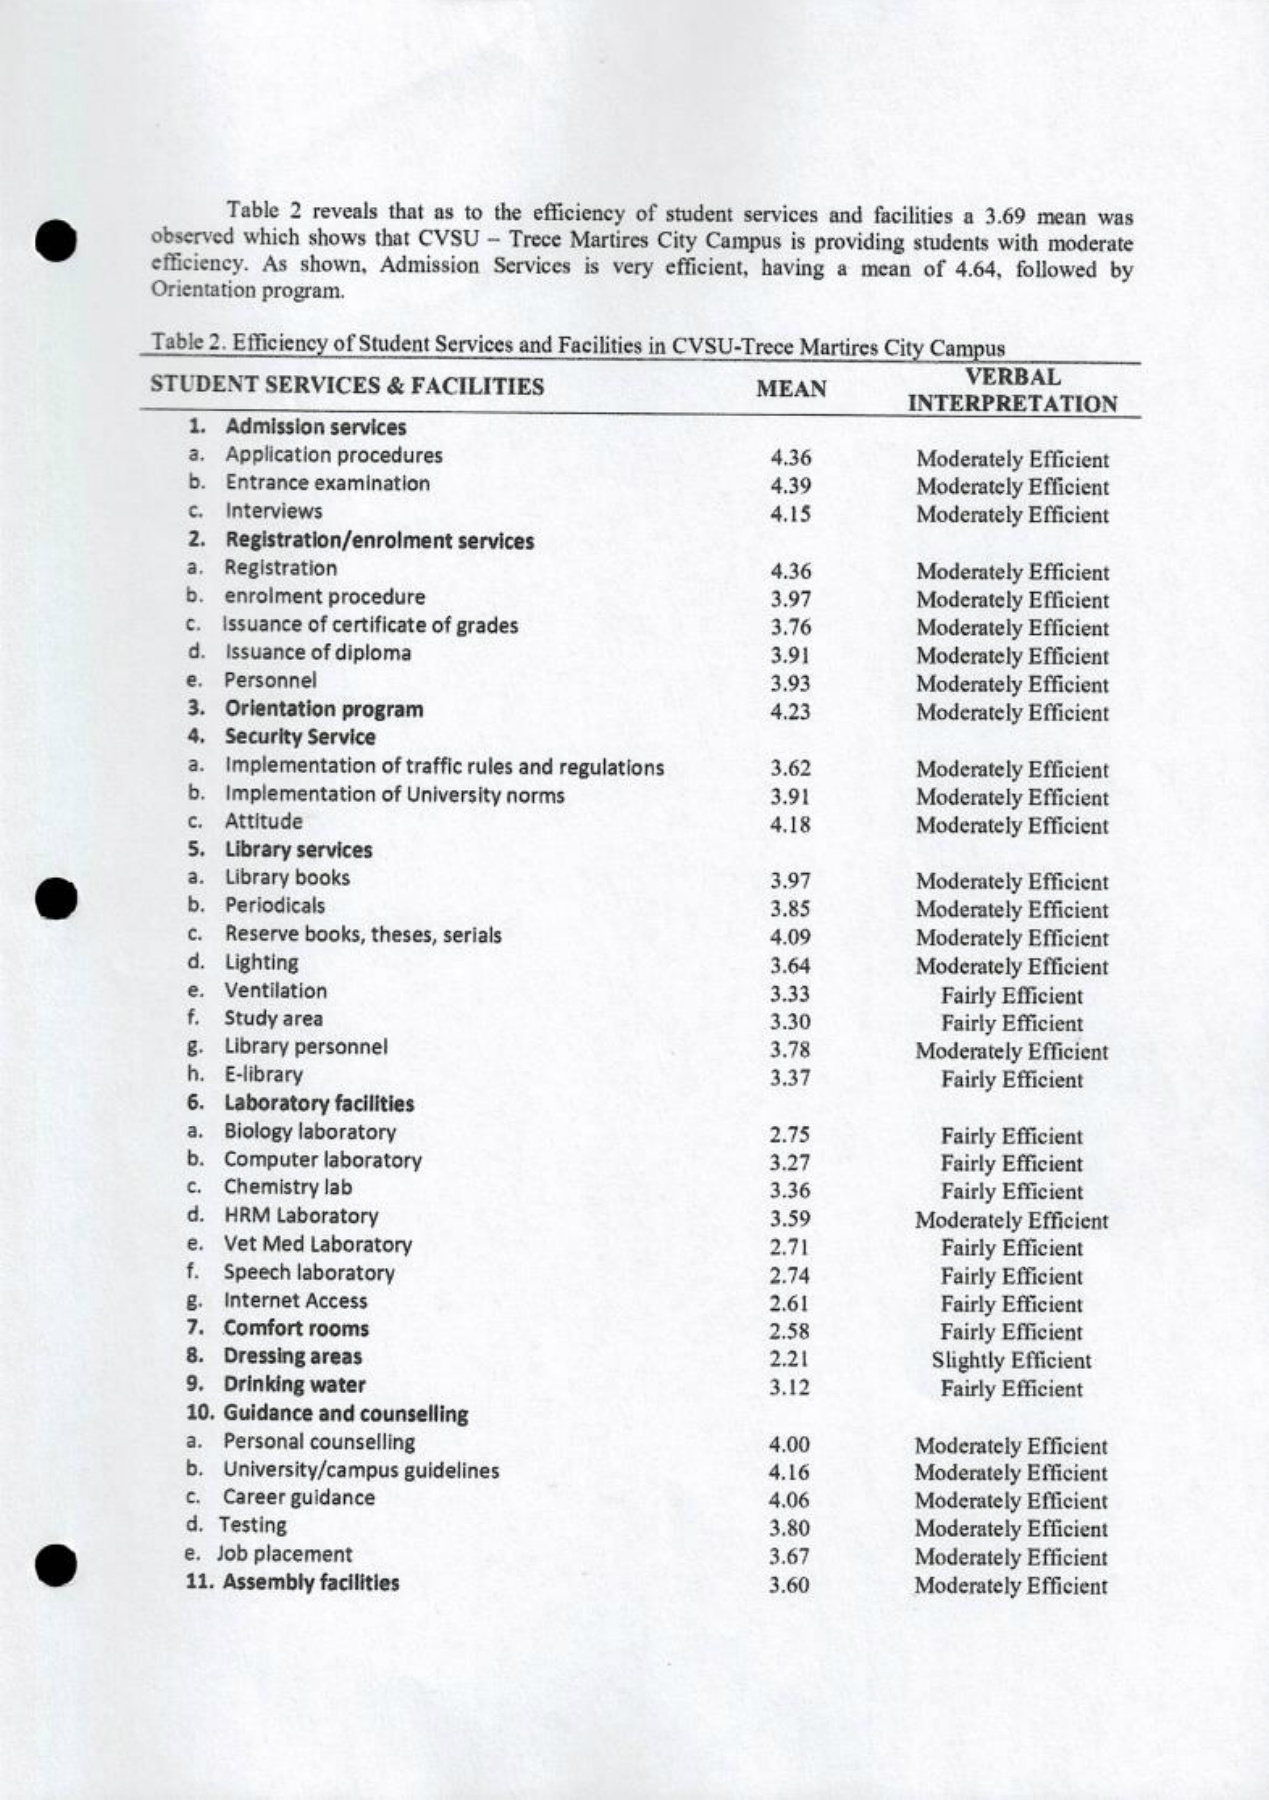 Table 2 reveals that as to the efficiency of student services and facilities a 3.69 mean was
observed which shows that CVSU – Trece Martires City Campus is providing students with moderate
efficiency. As shown, Admission Services is very efficient, having a mean of 4.64, followed by
Orientation program.
Table 2. Efficiency of Student Services and Facilities in CVSU-Trece Martires City Campus
STUDENT SERVICES & FACILITIES MEAN VERBAL
INTERPRETATION
1. Admission services
a. Application procedures 4.36 Moderately Efficient
b. Entrance examination 4.39 Moderately Efficient
c. Interviews 4.15 Moderately Efficient
2. Registration/enrolment services
a. Registration 4.36 Moderately Efficient
b. enrolment procedure 3.97 Moderately Efficient
c. Issuance of certificate of grades 3.76 Moderately Efficient
d. Issuance of diploma 3.91 Moderately Efficient
e. Personnel 3.93 Moderately Efficient
3. Orientation program 4.23 Moderately Efficient
4. Security Service
a. Implementation of traffic rules and regulations 3.62 Moderately Efficient
b. Implementation of University norms 3.91 Moderately Efficient
c. Attitude 4.18 Moderately Efficient
5. Library services
a. Library books 3.97 Moderately Efficient
b. Periodicals 3.85 Moderately Efficient
c. Reserve books, theses, serials 4.09 Moderately Efficient
d. Lighting 3.64 Moderately Efficient
e. Ventilation 3.33 Fairly Efficient
f. Study area 3.30 Fairly Efficient
g. Library personnel 3.78 Moderately Efficient
h. E-library 3.37 Fairly Efficient
6. Laboratory facilities
a. Biology laboratory 2.75 Fairly Efficient
b. Computer laboratory 3.27 Fairly Efficient
c. Chemistry lab 3.36 Fairly Efficient
d. HRM Laboratory 3.59 Moderately Efficient
e. Vet Med Laboratory 2.71 Fairly Efficient
f. Speech laboratory 2.74 Fairly Efficient
g. Internet Access 2.61 Fairly Efficient
7. Comfort rooms 2.58 Fairly Efficient
8. Dressing areas 2.21 Slightly Efficient
9. Drinking water 3.12 Fairly Efficient
10. Guidance and counselling
a. Personal counselling 4.00 Moderately Efficient
b. University/campus guidelines 4.16 Moderately Efficient
c. Career guidance 4.06 Moderately Efficient
d. Testing 3.80 Moderately Efficient
e. Job placement 3.67 Moderately Efficient
11. Assembly facilities 3.60 Moderately Efficient